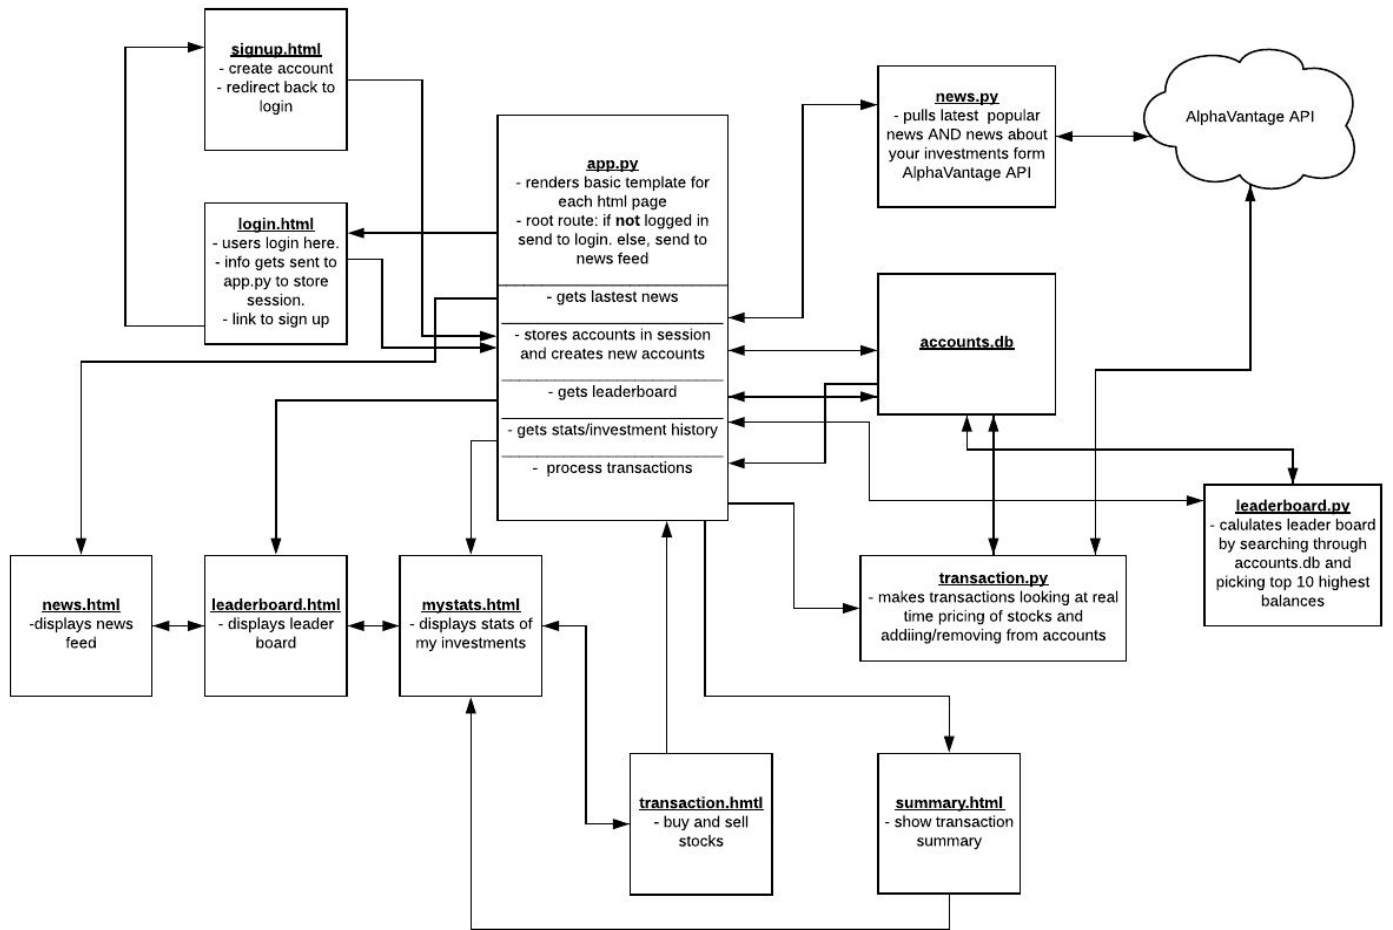 signup.html
- create account
- redirect back to
login
login.html
- users login here.
- info gets sent to
app.py to store
session.
- link to sign up
app.py
- renders basic template for
each html page
- root route: if not logged in
send to login. else, send to
news feed
- gets lastest news
- stores accounts in session
and creates new accounts
- gets leaderboard
- gets stats/investment history
- process transactions
news.py
- pulls latest popular
news AND news about
your investments form
AlphaVantage API
AlphaVantage API
accounts.db
leaderboard.py
- calulates leader board
by searching through
accounts.db and
picking top 10 highest
balances
transaction.py
- makes transactions looking at real
time pricing of stocks and
addiing/removing from accounts
news.html
-displays news
feed
leaderboard.html
- displays leader
board
mystats.html
- displays stats of
my investments
transaction.hmtl
- buy and sell
stocks
summary.html
- show transaction
summary